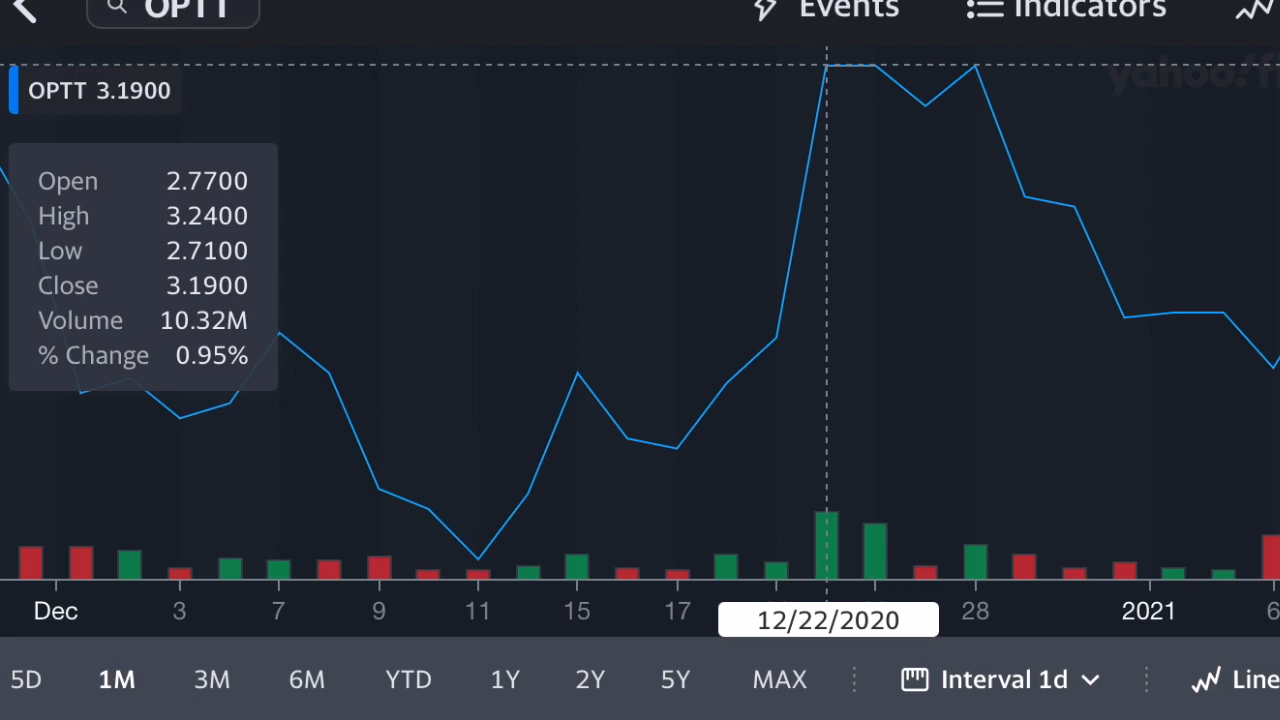 OPTT
Events
Indicators
OPTT 3.1900
Open 2.7700
High 3.2400
Low 2.7100
Close 3.1900
Volume 10.32M
% Change 0.95%
yahoo!f
Dec 3 7 9 11 15 17 12/22/2020 28 2021 6
5D 1M 3M 6M YTD 1Y 2Y 5Y MAX Interval 1d Line